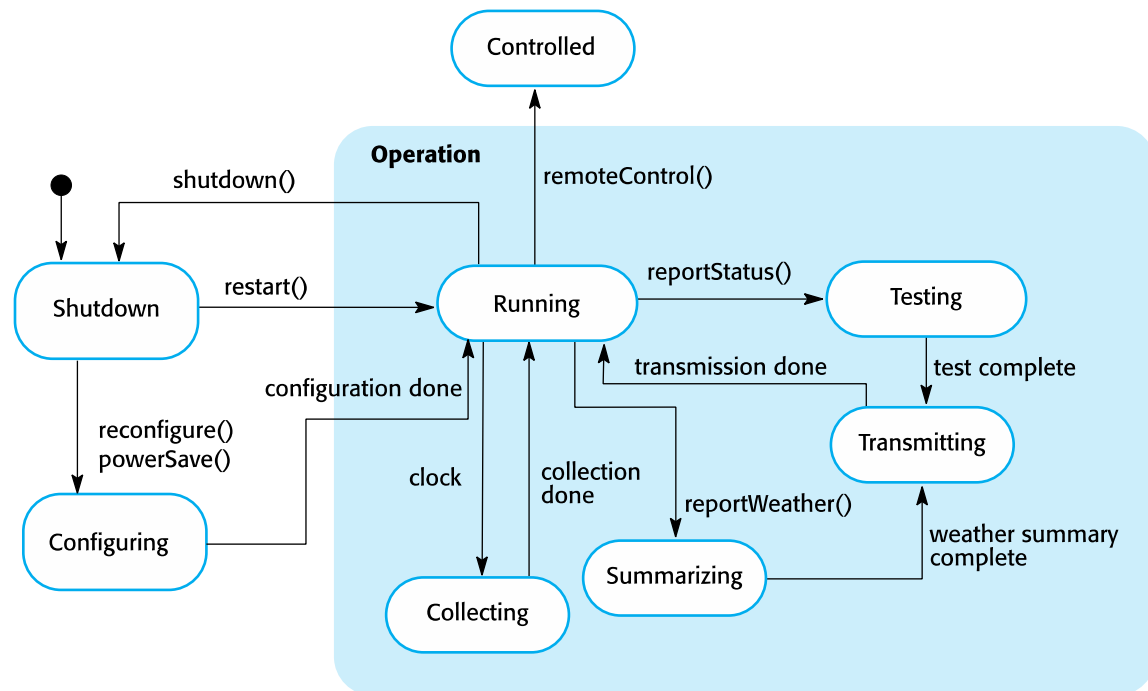 Controlled
Operation
shutdown()
remoteControl()
reportStatus()
restart()
Shutdown
Running
Testing
transmission done
test complete
configuration done
reconfigure()
powerSave()
Transmitting
clock
collection
done
reportWeather()
weather summary
complete
Configuring
Summarizing
Collecting